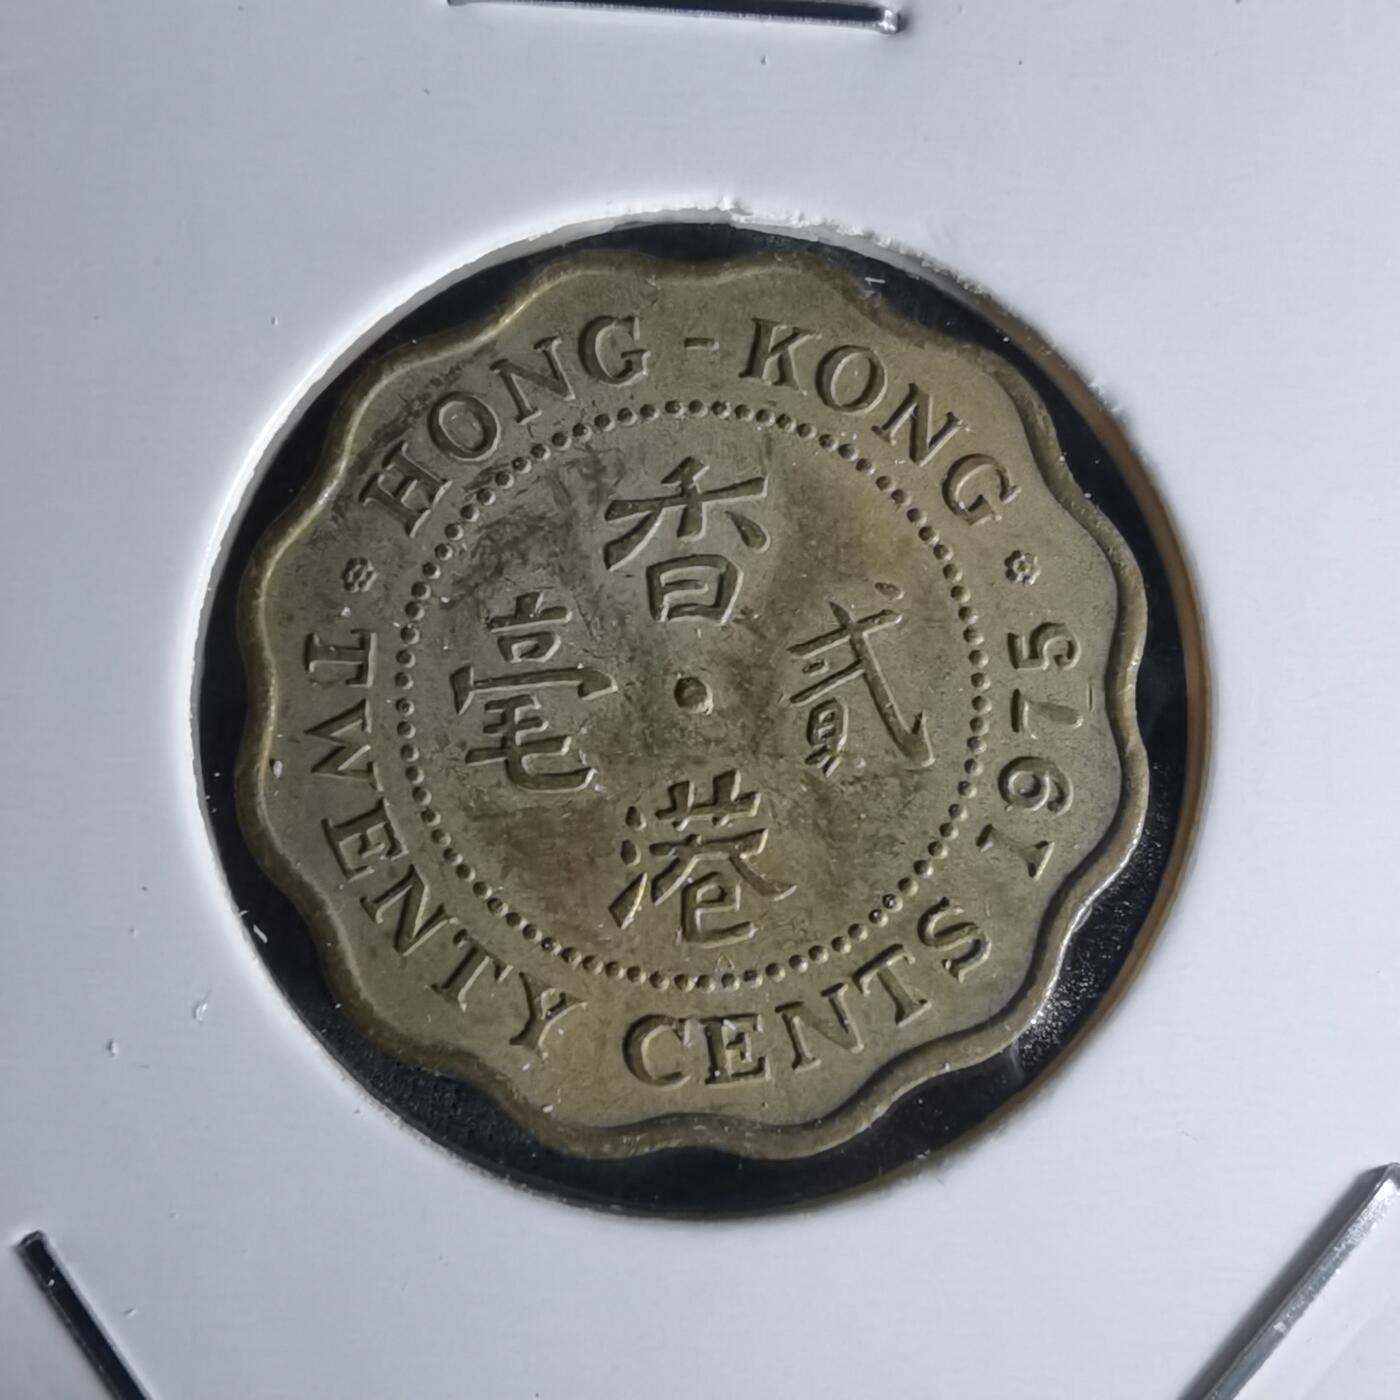 HONG - KONG
1975
TWENTY CENTS
香港
貳毫